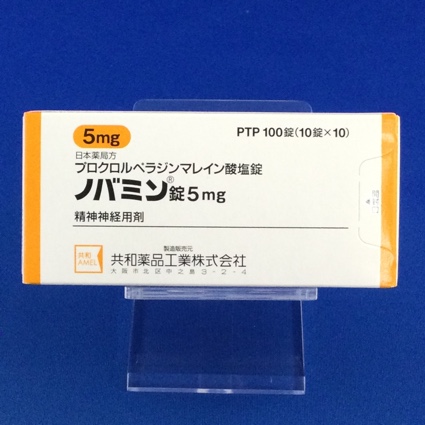 5mg
PTP 100錠(10錠×10)
日本薬局方
プロクロルペラジンマレイン酸塩錠
ノバミン®錠5mg
精神神経用剤
製造販売元
共和
AMEL
共和薬品工業株式会社
大阪市北区中之島3-2-4